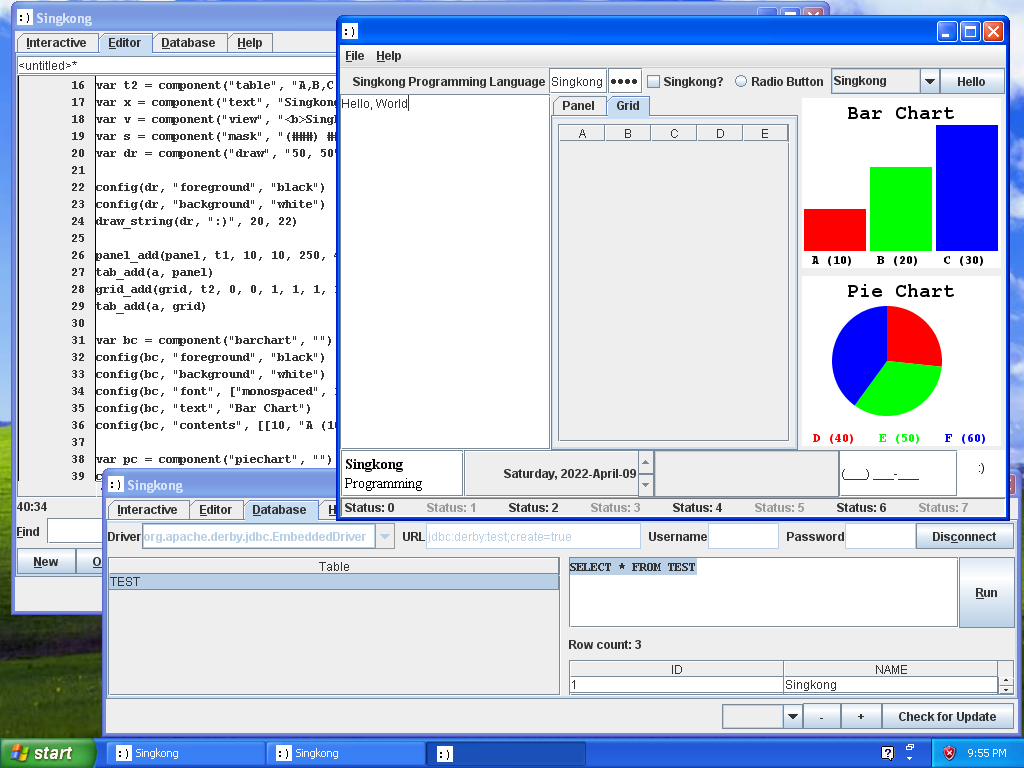 :) Singkong
Interactive Editor Database Help
<untitled>*
16 var t2 = component("table", "A,B,C
17 var x = component("text", "Singkong
18 var v = component("view", "<b>Sing
19 var s = component("mask", "(###) #
20 var dr = component("draw", "50, 50"
21
22 config(dr, "foreground", "black")
23 config(dr, "background", "white")
24 draw_string(dr, ":)", 20, 22)
25
26 panel_add(panel, t1, 10, 10, 250,
27 tab_add(a, panel)
28 grid_add(grid, t2, 0, 0, 1, 1, 1,
29 tab_add(a, grid)
30
31 var bc = component("barchart", "")
32 config(bc, "foreground", "black")
33 config(bc, "background", "white")
34 config(bc, "font", ["monospaced",
35 config(bc, "text", "Bar Chart")
36 config(bc, "contents", [[10, "A (10
37
38 var pc = component("piechart", "")
39
40:34
Find
New
:)
File Help
Singkong Programming Language Singkong •••• Singkong? Radio Button Singkong Hello
Hello, World
Panel Grid
A B C D E
Bar Chart
A (10) B (20) C (30)
Pie Chart
D (40) E (50) F (60)
Singkong
Programming
Saturday, 2022-April-09
(___) ___-___
:)
Status: 0 Status: 1 Status: 2 Status: 3 Status: 4 Status: 5 Status: 6 Status: 7
:) Singkong
Interactive Editor Database
Driver org.apache.derby.jdbc.EmbeddedDriver URL jdbc:derby:test;create=true Username Password Disconnect
Table
TEST
SELECT * FROM TEST
Run
Row count: 3
ID NAME
1 Singkong
- + Check for Update
start :) Singkong :) Singkong :) ? 9:55 PM